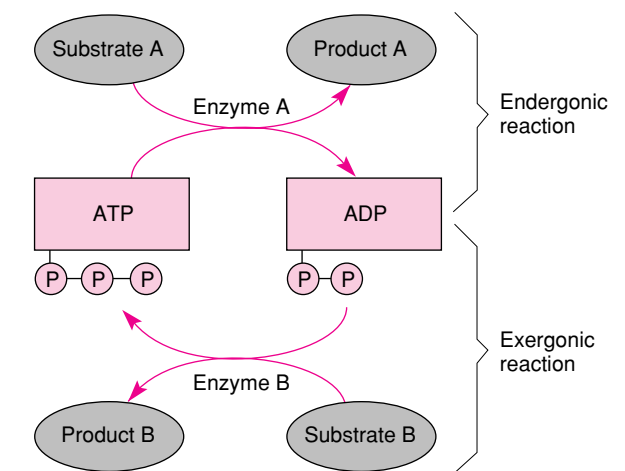 Substrate A
Product A
Enzyme A
Endergonic
reaction
ATP
ADP
P P P
P P
Enzyme B
Exergonic
reaction
Product B
Substrate B